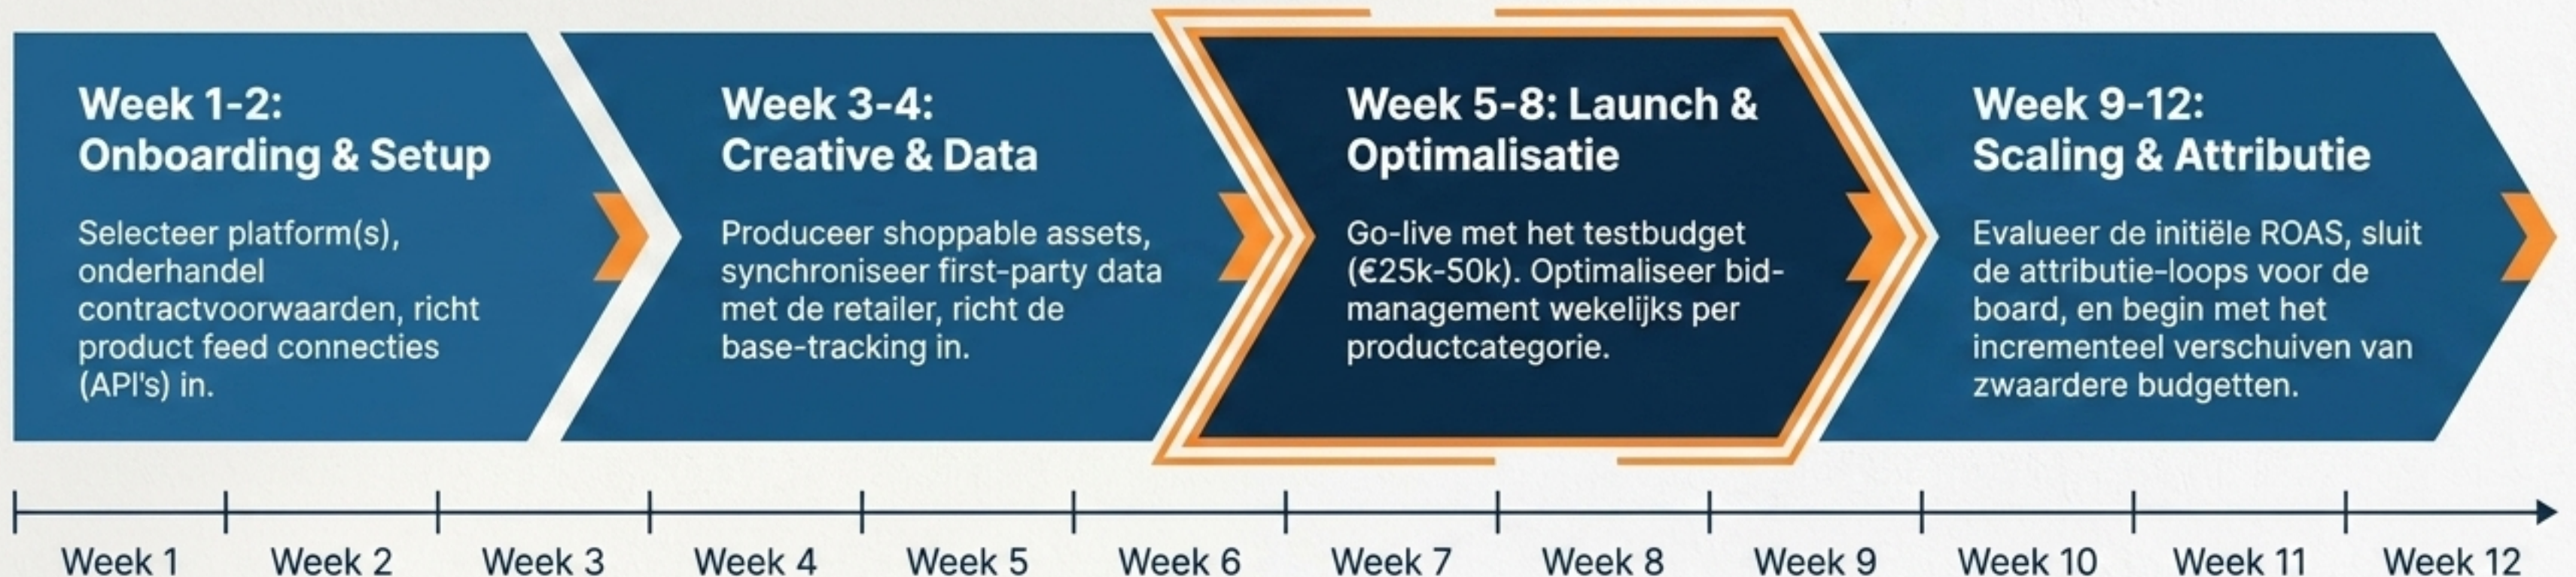 Week 1-2:
Onboarding & Setup
Selecteer platform(s),
onderhandel
contractvoorwaarden, richt
product feed connecties
(API's) in.
Week 3-4:
Creative & Data
Produceer shoppable assets,
synchroniseer first-party data
met de retailer, richt de
base-tracking in.
Week 5-8: Launch &
Optimalisatie
Go-live met het testbudget
(€25k-50k). Optimaliseer bid-
management wekelijks per
productcategorie.
Week 9-12:
Scaling & Attributie
Evalueer de initiële ROAS, sluit
de attributie-loops voor de
board, en begin met het
incrementeel verschuiven van
zwaardere budgetten.
Week 1
Week 2
Week 3
Week 4
Week 5
Week 6
Week 7
Week 8
Week 9
Week 10
Week 11
Week 12